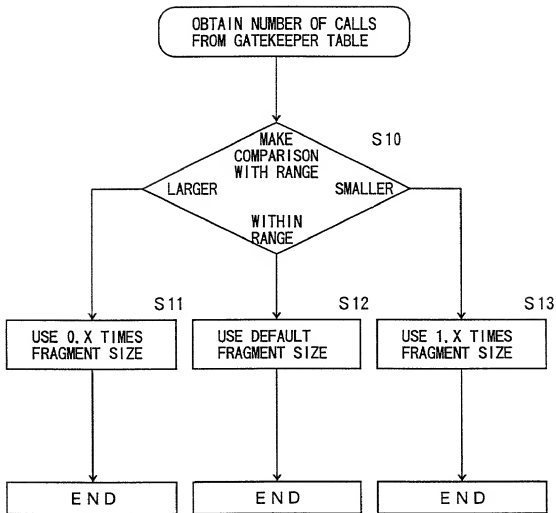 OBTAIN NUMBER OF CALLS
FROM GATEKEEPER TABLE
MAKE
COMPARISON
WITH RANGE
S10
LARGER
SMALLER
WITHIN
RANGE
S11
S12
S13
USE 0.X TIMES
FRAGMENT SIZE
USE DEFAULT
FRAGMENT SIZE
USE 1.X TIMES
FRAGMENT SIZE
END
END
END